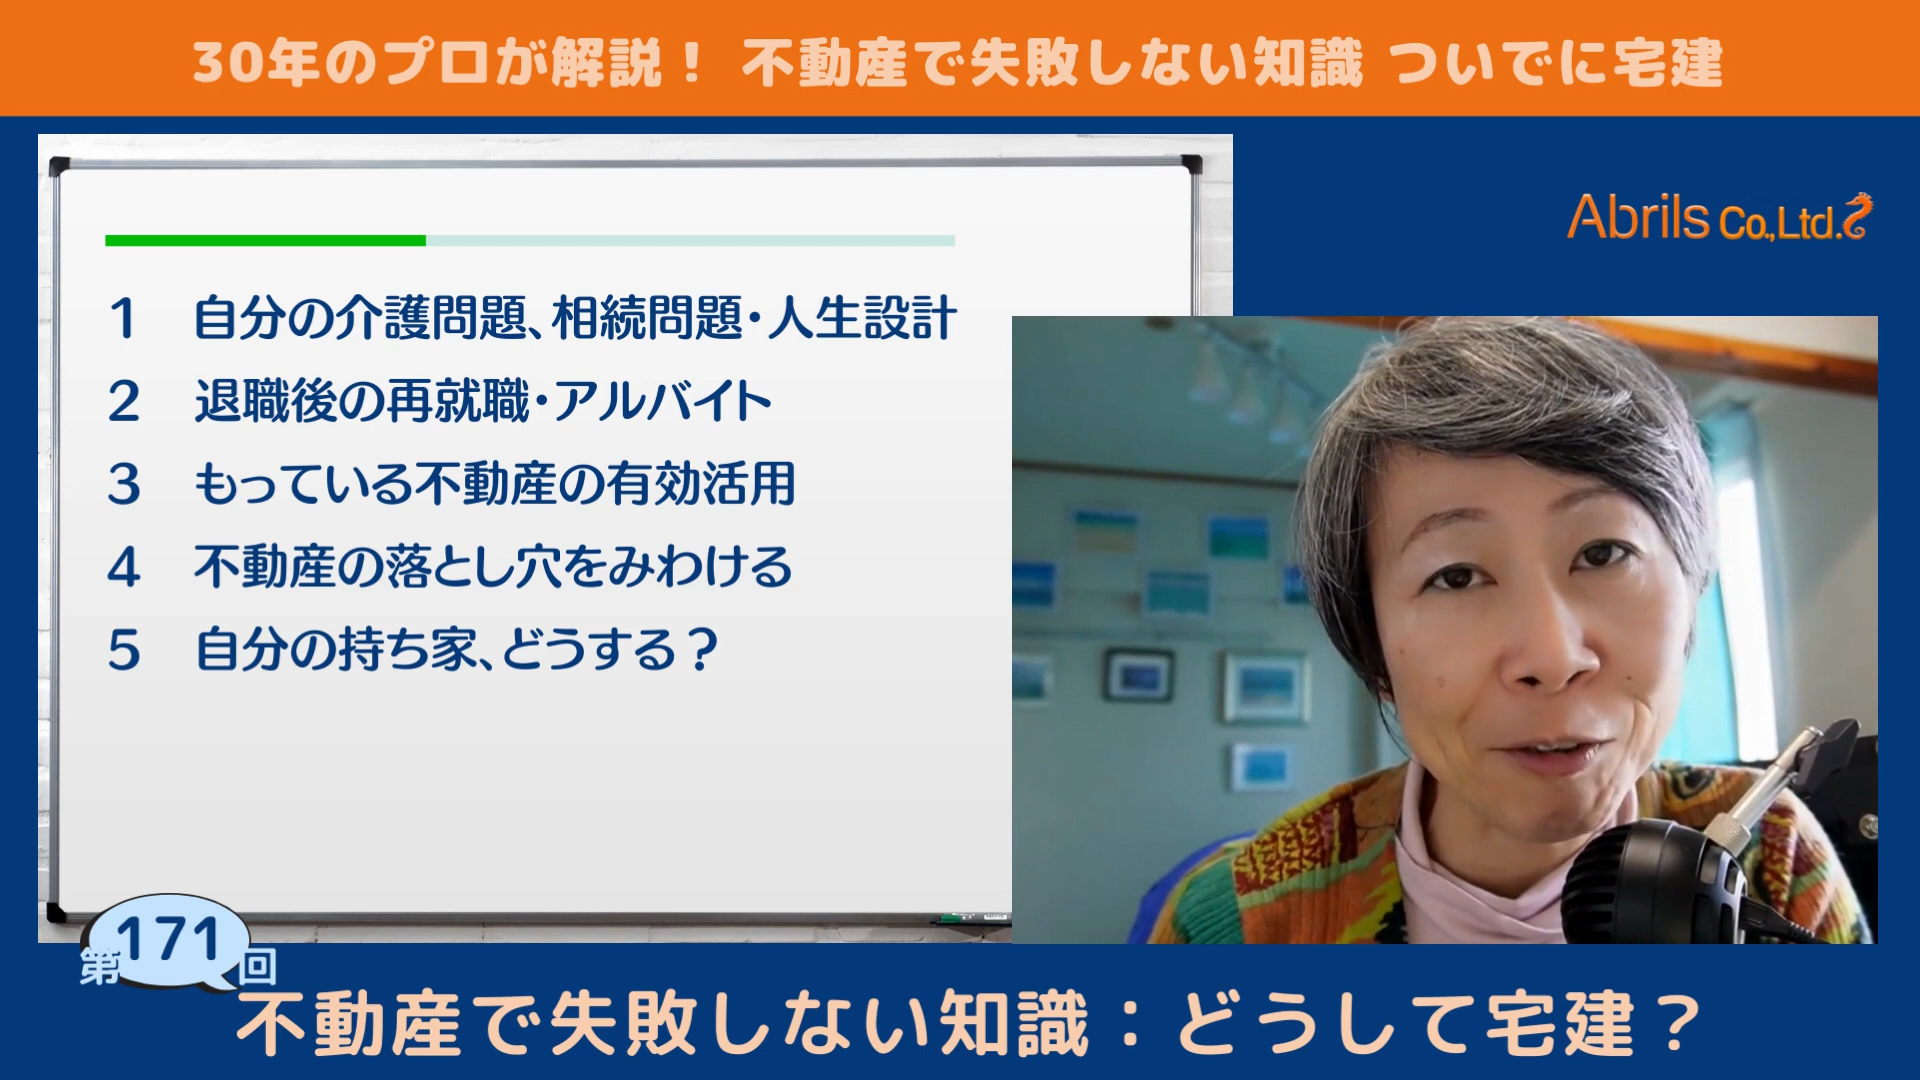 30年のプロが解説！ 不動産で失敗しない知識 ついでに宅建
Abrils Co.,Ltd.
1 自分の介護問題、相続問題・人生設計
2 退職後の再就職・アルバイト
3 もっている不動産の有効活用
4 不動産の落とし穴をみわける
5 自分の持ち家、どうする？
第171回
不動産で失敗しない知識：どうして宅建？